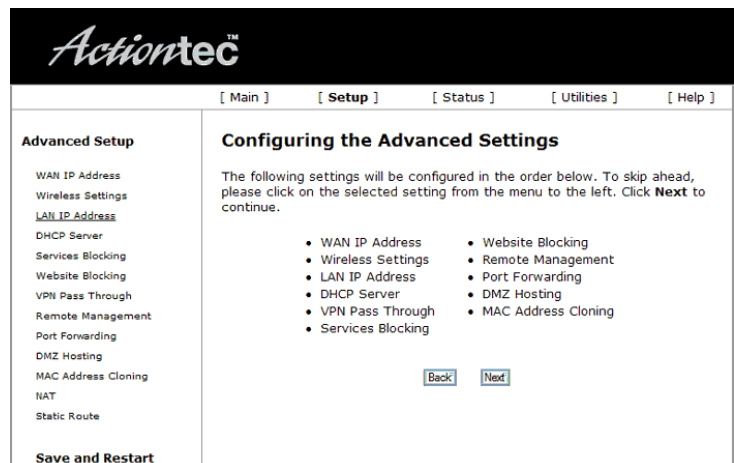 Actiontec™
[ Main ] [ Setup ] [ Status ] [ Utilities ] [ Help ]
Advanced Setup
WAN IP Address
Wireless Settings
LAN IP Address
DHCP Server
Services Blocking
Website Blocking
VPN Pass Through
Remote Management
Port Forwarding
DMZ Hosting
MAC Address Cloning
NAT
Static Route
Save and Restart
Configuring the Advanced Settings
The following settings will be configured in the order below. To skip ahead,
please click on the selected setting from the menu to the left. Click Next to
continue.
• WAN IP Address
• Wireless Settings
• LAN IP Address
• DHCP Server
• VPN Pass Through
• Services Blocking
• Website Blocking
• Remote Management
• Port Forwarding
• DMZ Hosting
• MAC Address Cloning
Back Next